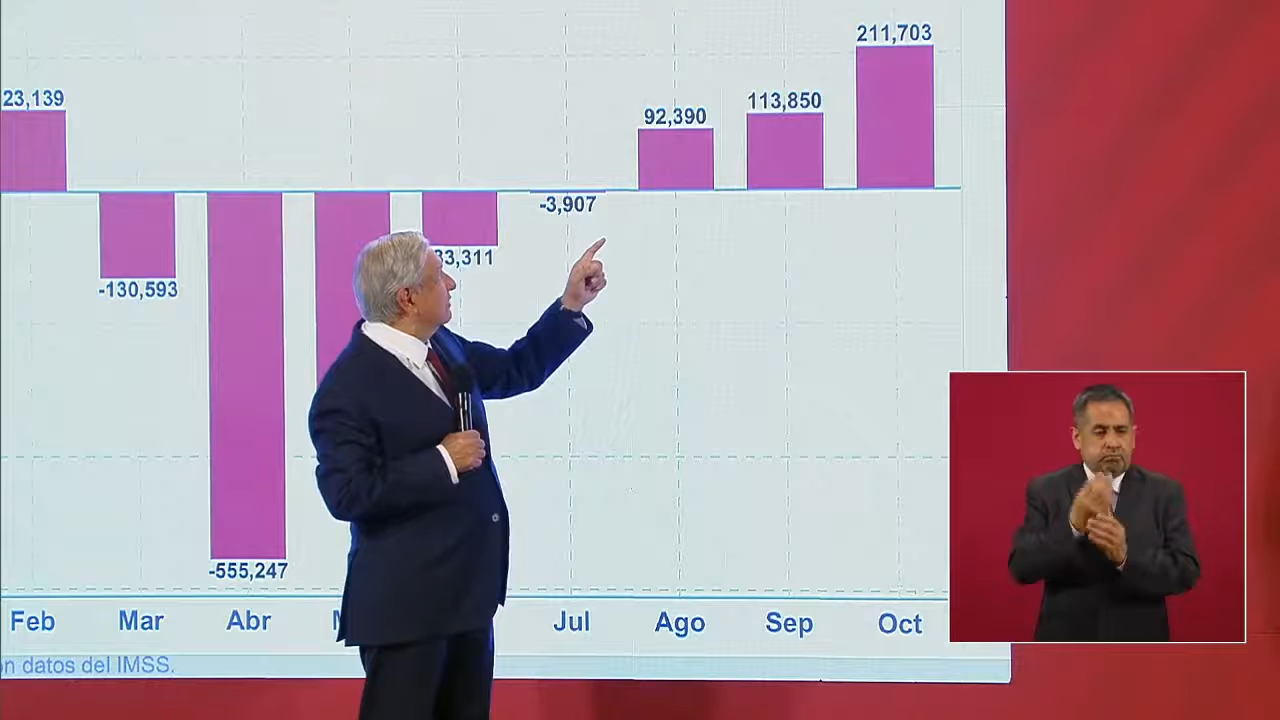 211,703
23,139
92,390
113,850
-3,907
33,311
-130,593
-555,247
Feb
Mar
Abr
Jul
Ago
Sep
Oct
datos del IMSS.